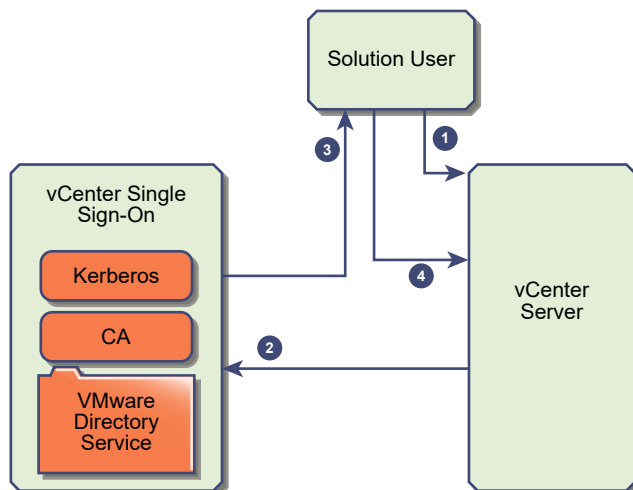 Solution User
1
3
vCenter Single
Sign-On
Kerberos
4
vCenter
Server
CA
2
VMware
Directory
Service